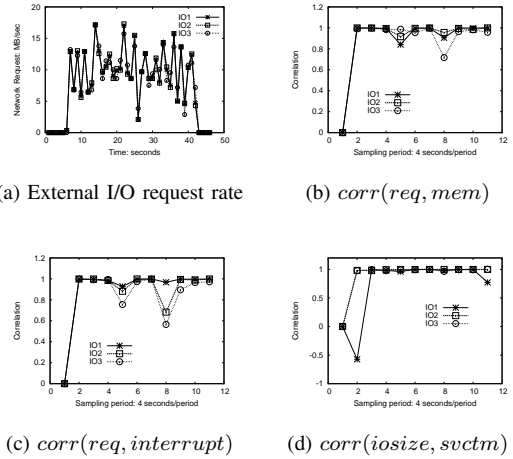 Network Request: MB/sec
20
15
10
5
0
0 10 20 30 40 50
Time: seconds
IO1
IO2
IO3
a) External I/O request rate
Correlation
1.2
1
0.8
0.6
0.4
0.2
0
0 2 4 6 8 10 12
Sampling period: 4 seconds/period
IO1
IO2
IO3
(b) corr(req, mem)
Correlation
1.2
1
0.8
0.6
0.4
0.2
0
0 2 4 6 8 10 12
Sampling period: 4 seconds/period
IO1
IO2
IO3
(c) corr(req, interrupt)
Correlation
1
0.5
0
-0.5
-1
0 2 4 6 8 10 12
Sampling period: 4 seconds/period
IO1
IO2
IO3
(d) corr(iosize, svctm)